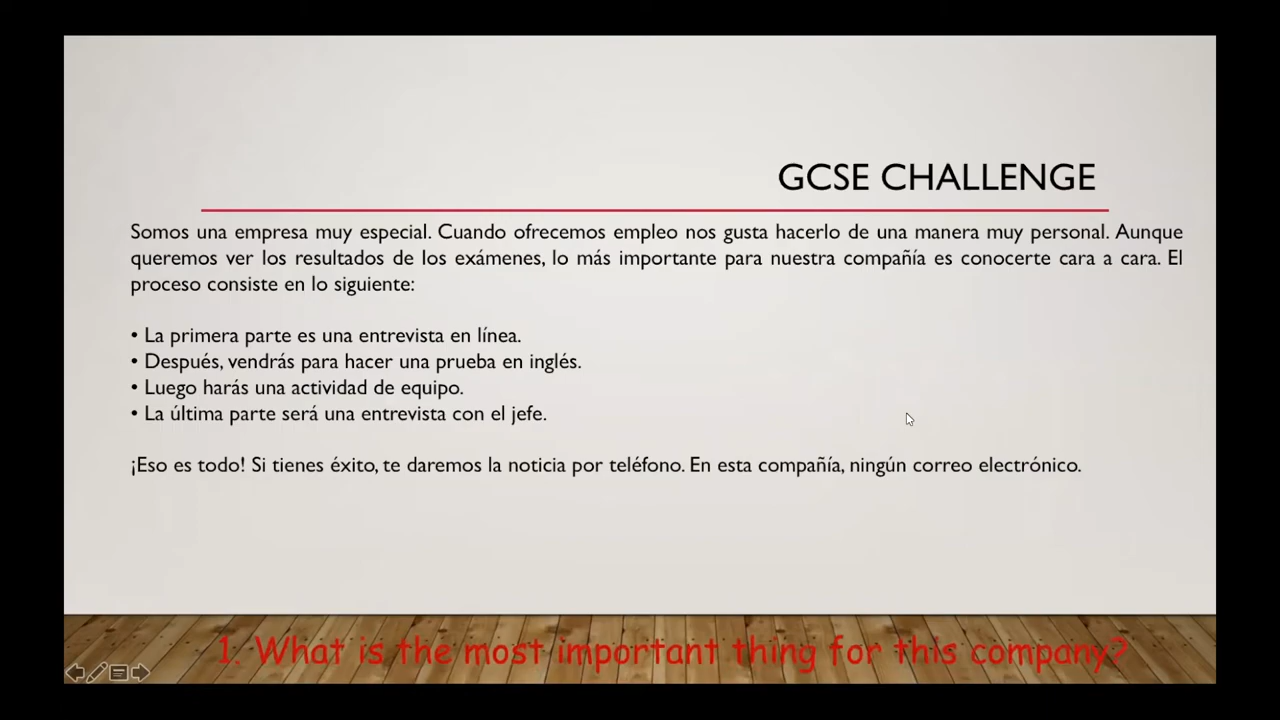 GCSE CHALLENGE
Somos una empresa muy especial. Cuando ofrecemos empleo nos gusta hacerlo de una manera muy personal. Aunque
queremos ver los resultados de los exámenes, lo más importante para nuestra compañía es conocerte cara a cara. El
proceso consiste en lo siguiente:
• La primera parte es una entrevista en línea.
• Después, vendrás para hacer una prueba en inglés.
• Luego harás una actividad de equipo.
• La última parte será una entrevista con el jefe.
¡Eso es todo! Si tienes éxito, te daremos la noticia por teléfono. En esta compañía, ningún correo electrónico.
1. What is the most important thing for this company?